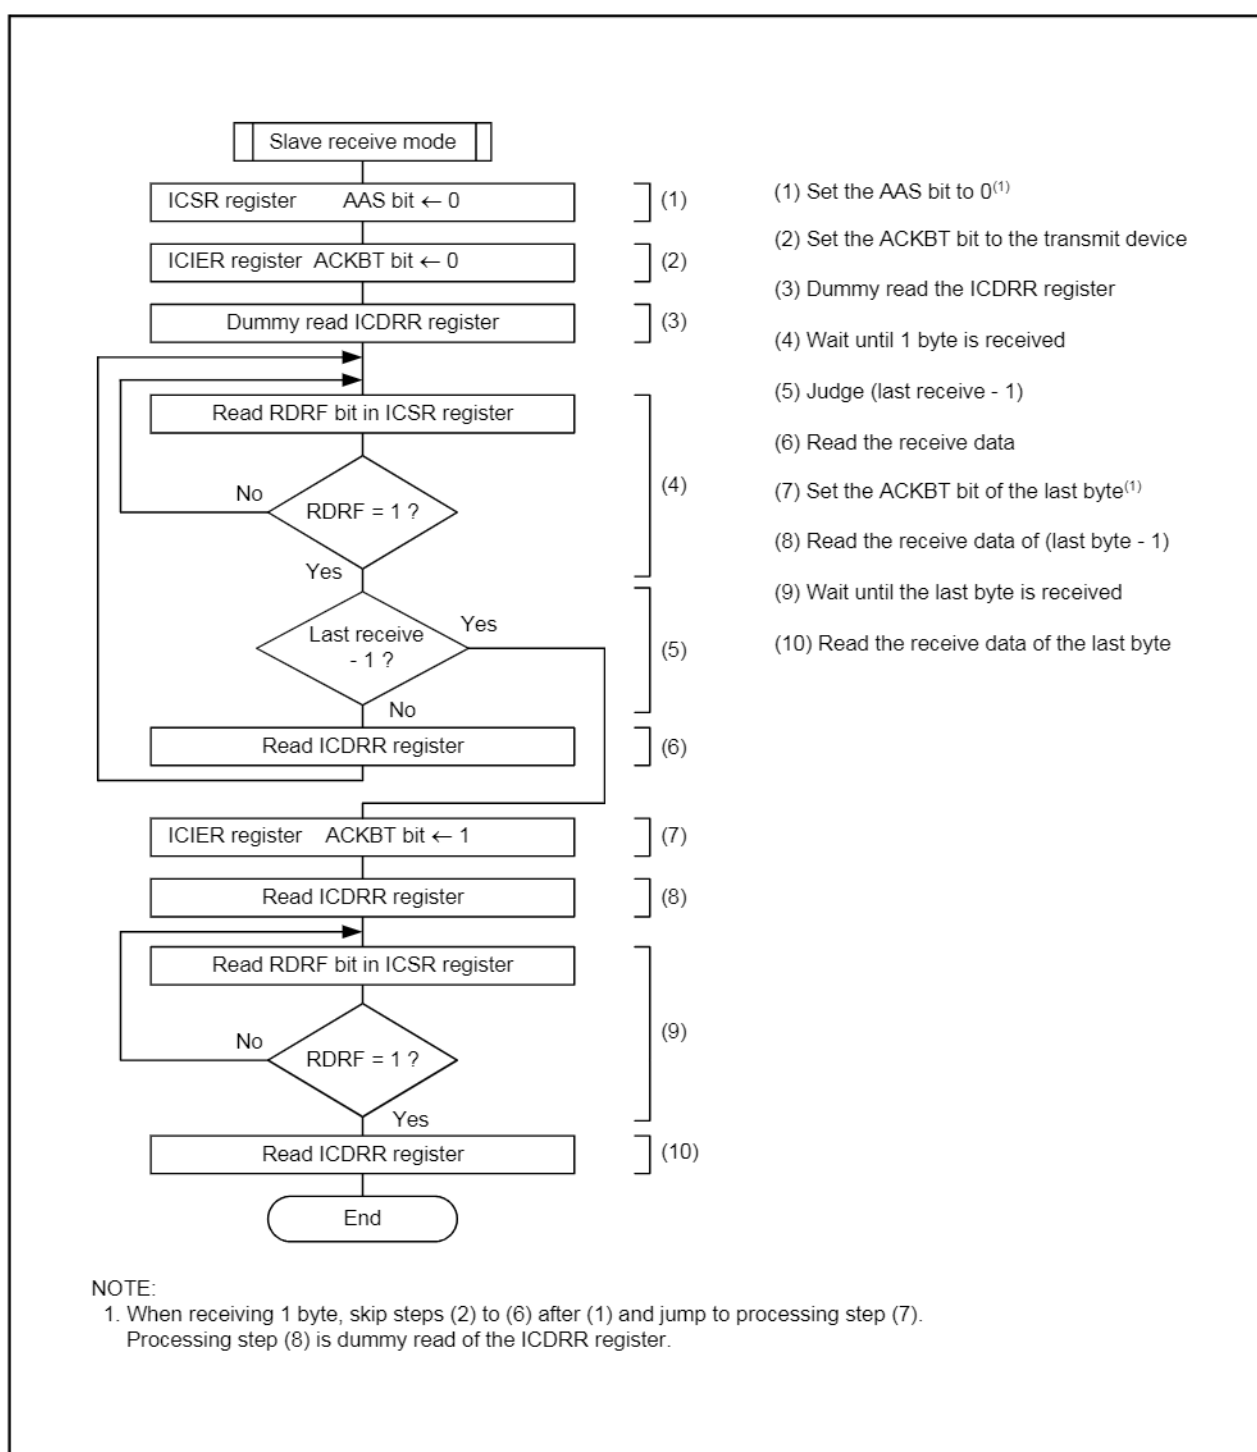 Slave receive mode
ICSR register AAS bit ← 0
(1)
ICIER register ACKBT bit ← 0
(2)
Dummy read ICDRR register
(3)
Read RDRF bit in ICSR register
No
RDRF = 1 ?
(4)
Yes
Last receive
- 1 ?
Yes
(5)
No
Read ICDRR register
(6)
ICIER register ACKBT bit ← 1
(7)
Read ICDRR register
(8)
Read RDRF bit in ICSR register
No
RDRF = 1 ?
(9)
Yes
Read ICDRR register
(10)
End
(1) Set the AAS bit to 0(1)
(2) Set the ACKBT bit to the transmit device
(3) Dummy read the ICDRR register
(4) Wait until 1 byte is received
(5) Judge (last receive - 1)
(6) Read the receive data
(7) Set the ACKBT bit of the last byte(1)
(8) Read the receive data of (last byte - 1)
(9) Wait until the last byte is received
(10) Read the receive data of the last byte
NOTE:
1. When receiving 1 byte, skip steps (2) to (6) after (1) and jump to processing step (7).
Processing step (8) is dummy read of the ICDRR register.